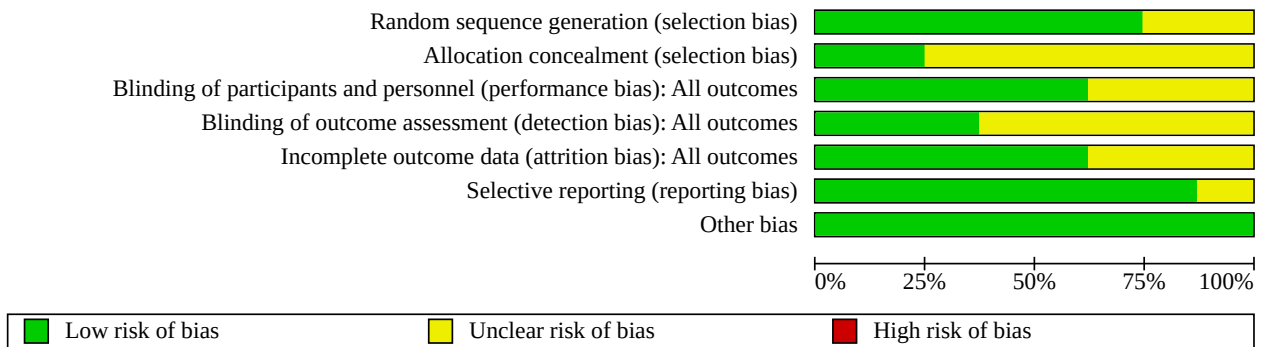 Random sequence generation (selection bias)
Allocation concealment (selection bias)
Blinding of participants and personnel (performance bias): All outcomes
Blinding of outcome assessment (detection bias): All outcomes
Incomplete outcome data (attrition bias): All outcomes
Selective reporting (reporting bias)
Other bias
0% 25% 50% 75% 100%
Low risk of bias Unclear risk of bias High risk of bias